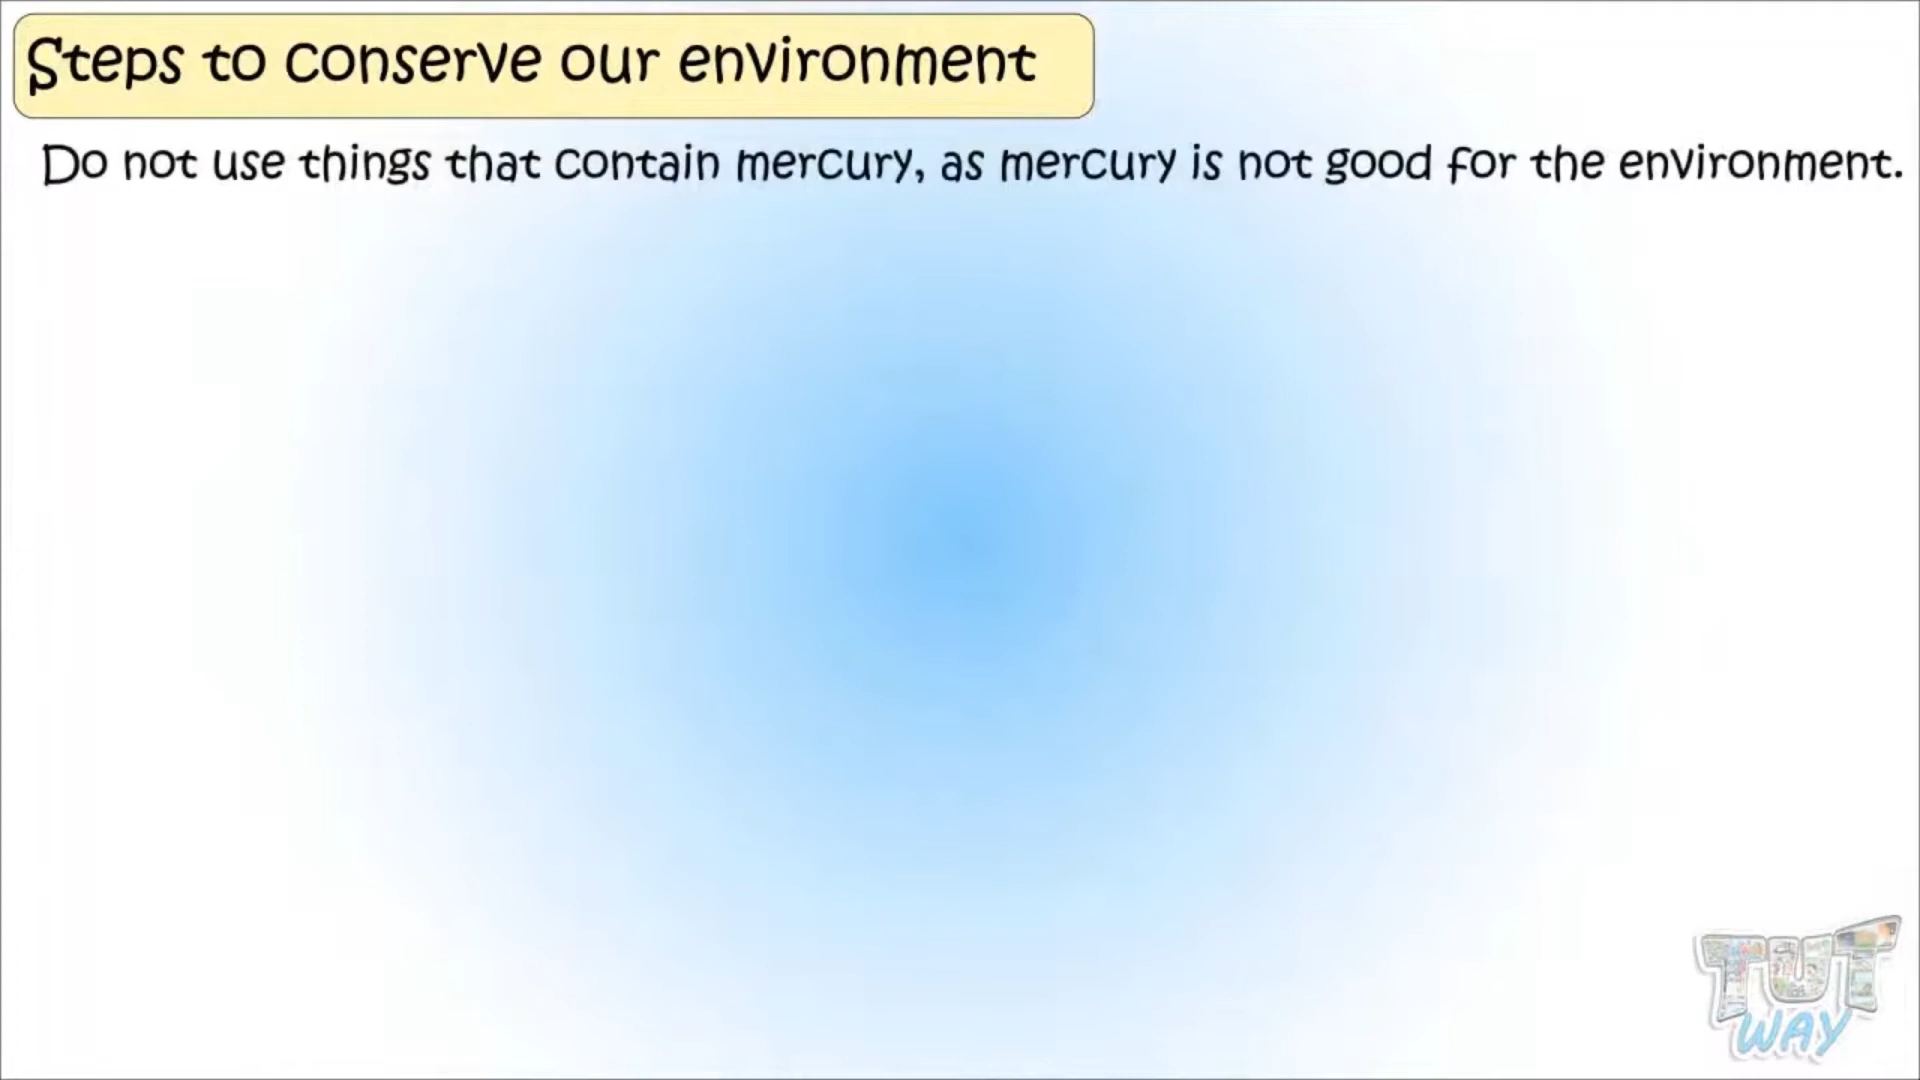 Steps to conserve our environment
Do not use things that contain mercury, as mercury is not good for the environment.
TUT
WAY